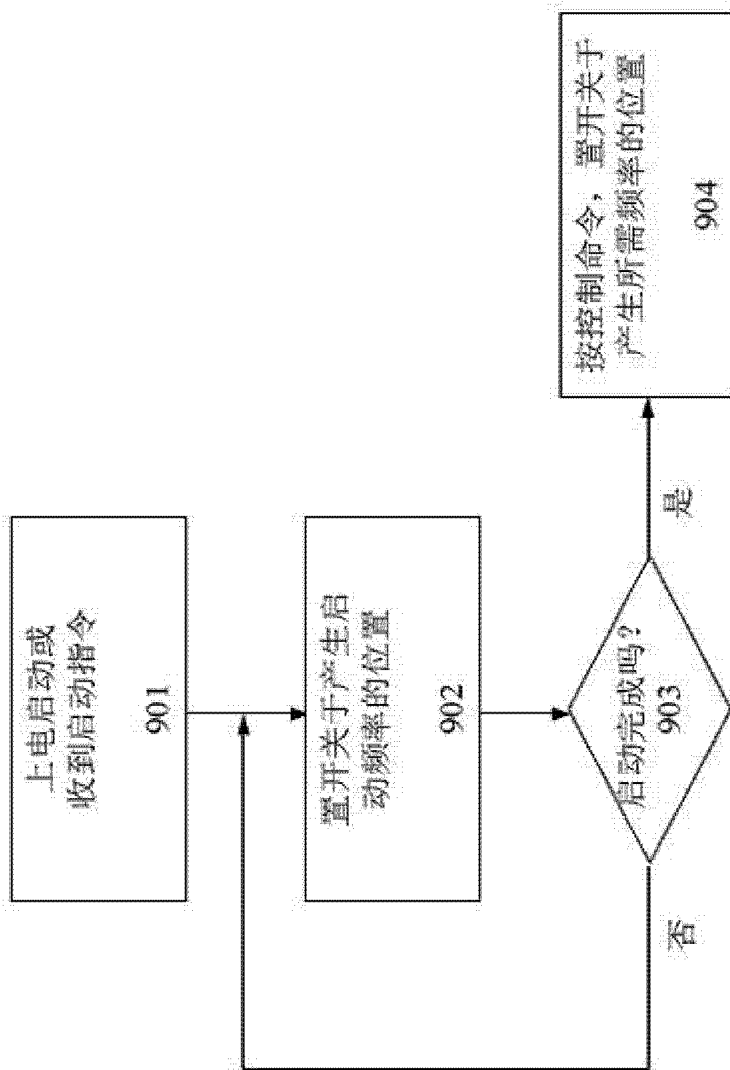 上电启动或
收到启动指令
901
置开关于产生启
动频率的位置
902
启动完成吗?
903
否
是
按控制命令，置开关于
产生所需频率的位置
904